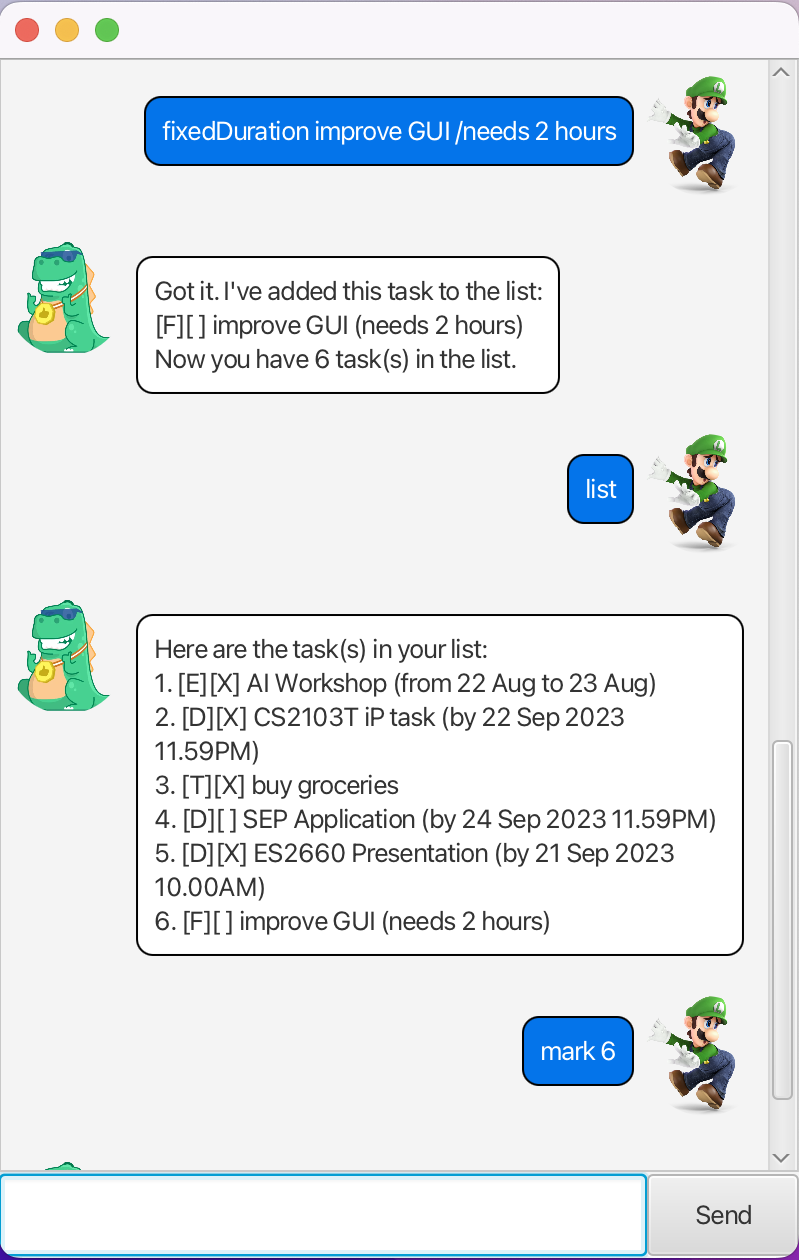 fixedDuration improve GUI /needs 2 hours
Got it. I've added this task to the list:
[F][ ] improve GUI (needs 2 hours)
Now you have 6 task(s) in the list.
list
Here are the task(s) in your list:
1. [E][X] AI Workshop (from 22 Aug to 23 Aug)
2. [D][X] CS2103T iP task (by 22 Sep 2023
11.59PM)
3. [T][X] buy groceries
4. [D][ ] SEP Application (by 24 Sep 2023 11.59PM)
5. [D][X] ES2660 Presentation (by 21 Sep 2023
10.00AM)
6. [F][ ] improve GUI (needs 2 hours)
mark 6
Send